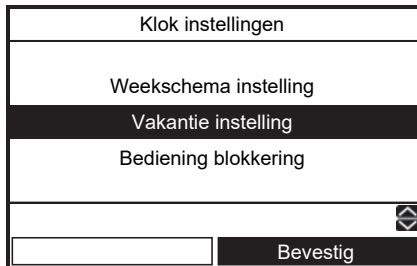 Klok instellingen
Weekschema instelling
Vakantie instelling
Bediening blokkering
Bevestig